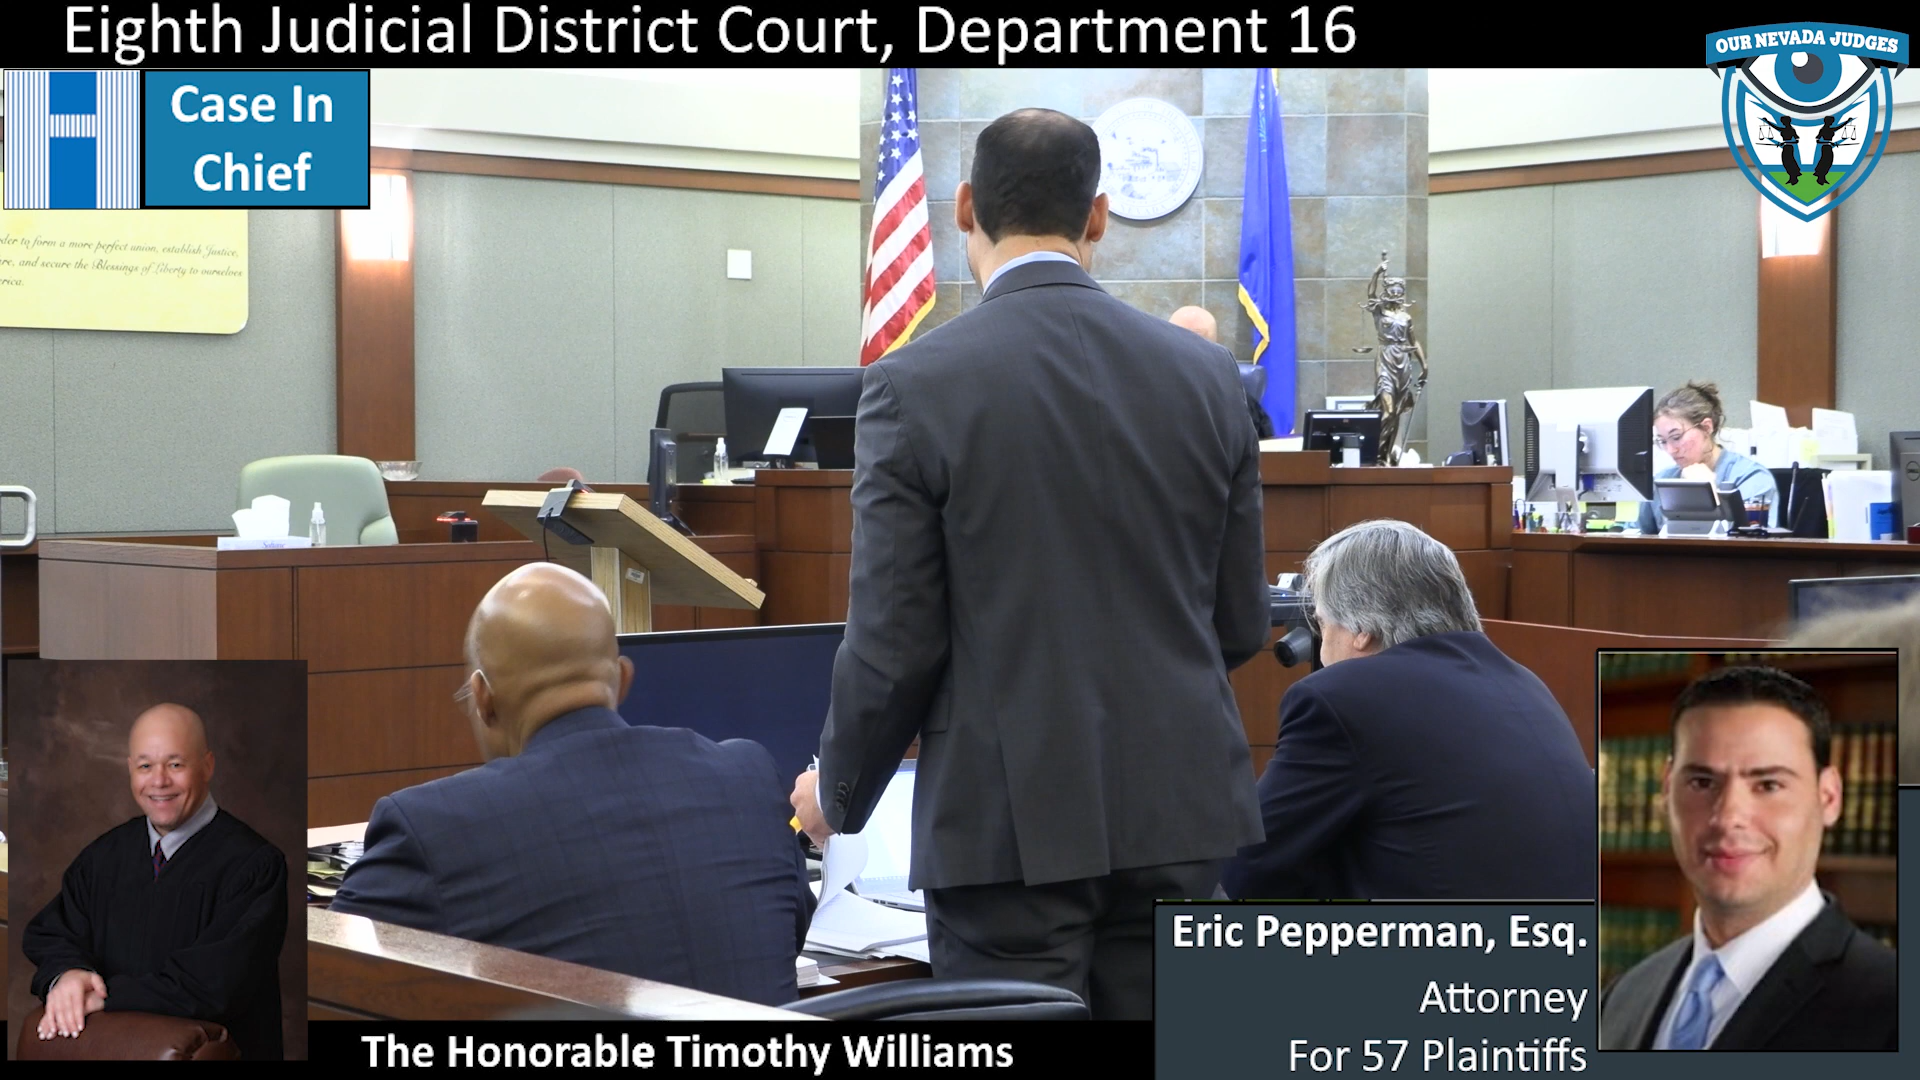 Eighth Judicial District Court, Department 16
OUR NEVADA JUDGES
Case In
Chief
der to form a more perfect union, establish Justice,
re, and secure the Blessings of Liberty to ourselves
erica.
Eric Pepperman, Esq.
Attorney
For 57 Plaintiffs
The Honorable Timothy Williams